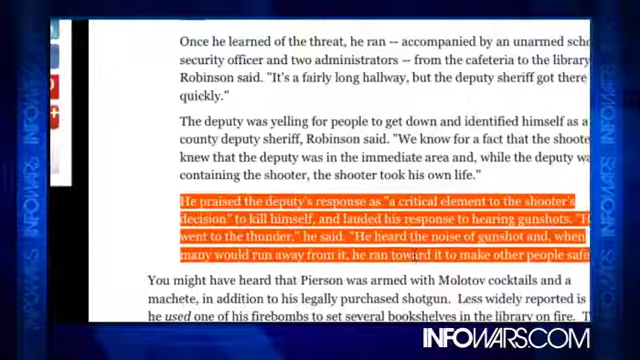 Once he learned of the threat, he ran -- accompanied by an unarmed
security officer and two administrators -- from the cafeteria to the library
Robinson said. "It's a fairly long hallway, but the deputy sheriff got there
quickly."
The deputy was yelling for people to get down and identified himself as a
county deputy sheriff, Robinson said. "We know for a fact that the
knew that the deputy was in the immediate area and, while the deputy
containing the shooter, the shooter took his own life."
He praised the deputy's response as "a critical element to the shooter's
decision" to kill himself, and lauded his response to hearing gunshots.
went to the thunder," he said. "He heard the noise of gunshot and, when
many would run away from it, he ran toward it to make other people safe
You might have heard that Pierson was armed with Molotov cocktails and a
machete, in addition to his legally purchased shotgun. Less widely reported is
he used one of his firebombs to set several bookshelves in the library on fire.
INFOWARS.COM
INFOWARS
INFOWARS
INFOWARS
INFOWARS